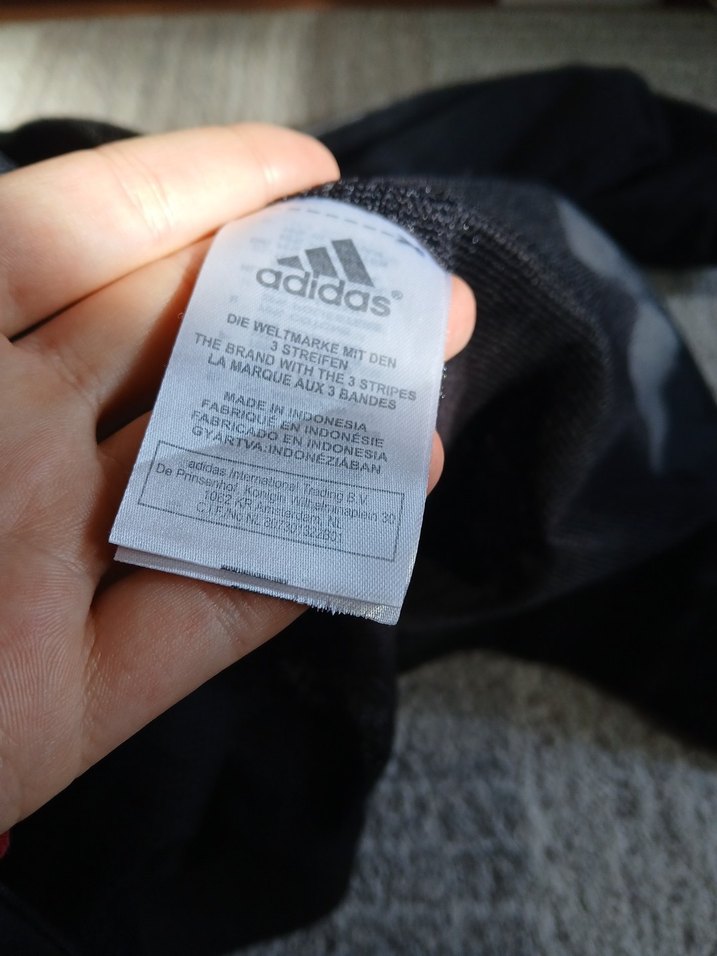 adidas®
DIE WELTMARKE MIT DEN
3 STREIFEN
THE BRAND WITH THE 3 STRIPES
LA MARQUE AUX 3 BANDES
MADE IN INDONESIA
FABRIQUÉ EN INDONÉSIE
FABRICADO EN INDONESIA
GYÁRTVA:INDONÉZIÁBAN
adidas International Trading B.V.
De Prinsenhof, Konigin Wilhelminaplein 30
1062 KR Amsterdam, NL